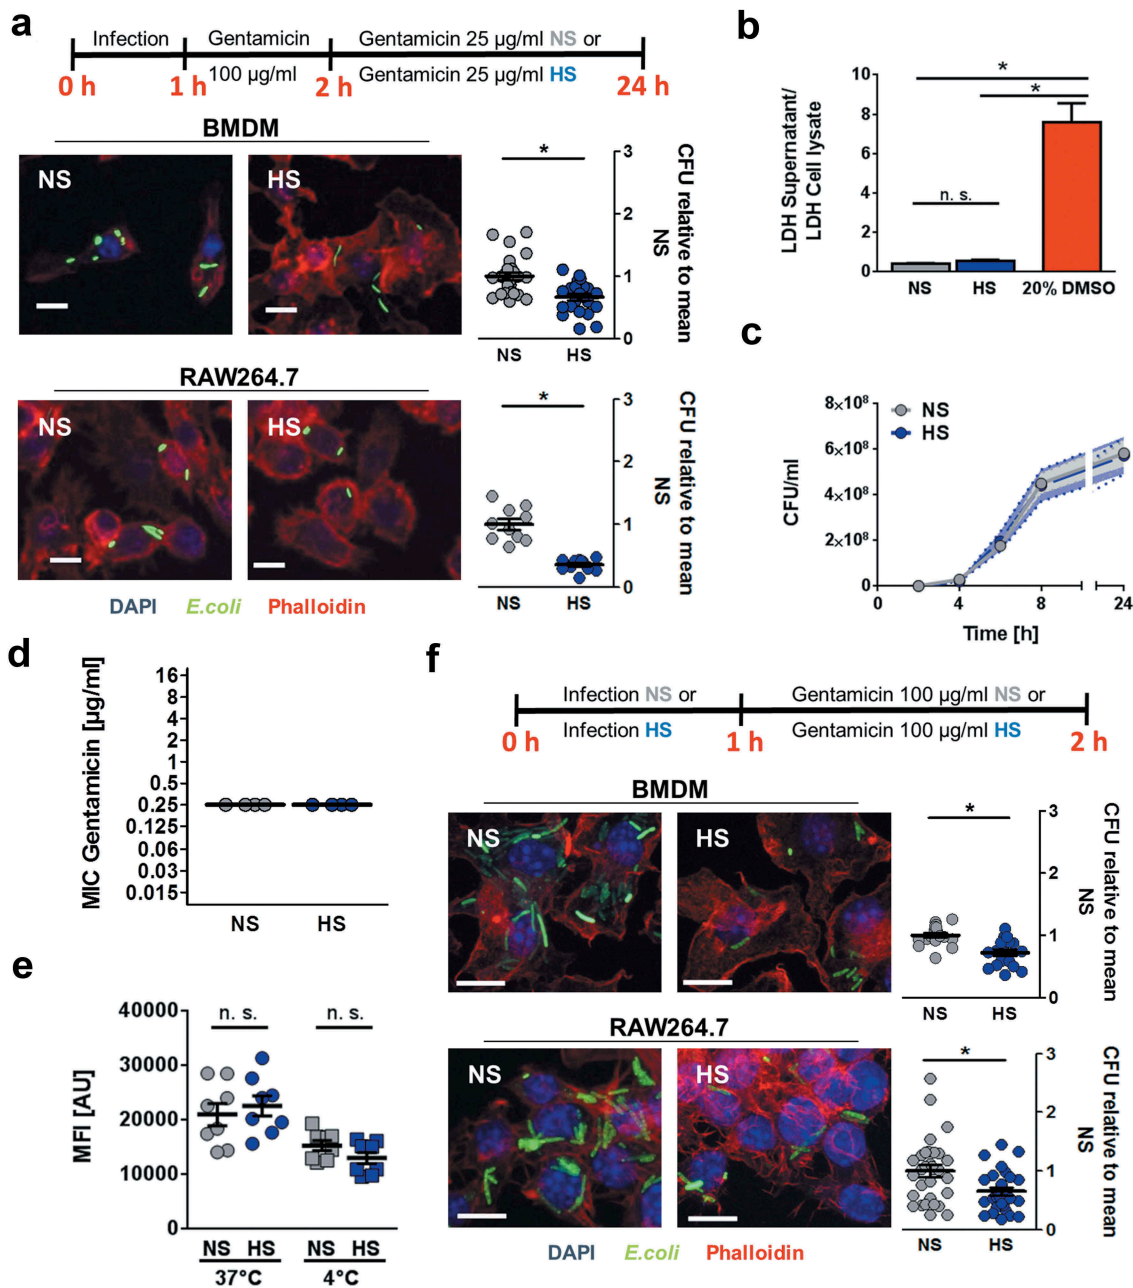 a
Infection
Gentamicin
Gentamicin 25 µg/ml NS or
100 µg/ml
Gentamicin 25 µg/ml HS
0 h
1 h
2 h
24 h
BMDM
NS
HS
*
3
2
1
0
CFU relative to mean
NS
NS
HS
RAW264.7
NS
HS
*
3
2
1
0
CFU relative to mean
NS
NS
HS
DAPI
E.coli
Phalloidin
b
LDH Supernatant/
LDH Cell lysate
10
8
6
4
2
0
*
*
n. s.
NS
HS
20% DMSO
c
CFU/ml
8×10⁸
6×10⁸
4×10⁸
2×10⁸
0
NS
HS
0
4
8
24
Time [h]
d
MIC Gentamicin [µg/ml]
16
8
4
2
1
0.5
0.25
0.125
0.06
0.03
0.015
NS
HS
e
MFI [AU]
40000
30000
20000
10000
0
n. s.
n. s.
NS
HS
NS
HS
37°C
4°C
f
Infection NS or
Gentamicin 100 µg/ml NS or
Infection HS
Gentamicin 100 µg/ml HS
0 h
1 h
2 h
BMDM
NS
HS
*
3
2
1
0
CFU relative to mean
NS
NS
HS
RAW264.7
NS
HS
*
3
2
1
0
CFU relative to mean
NS
NS
HS
DAPI
E.coli
Phalloidin